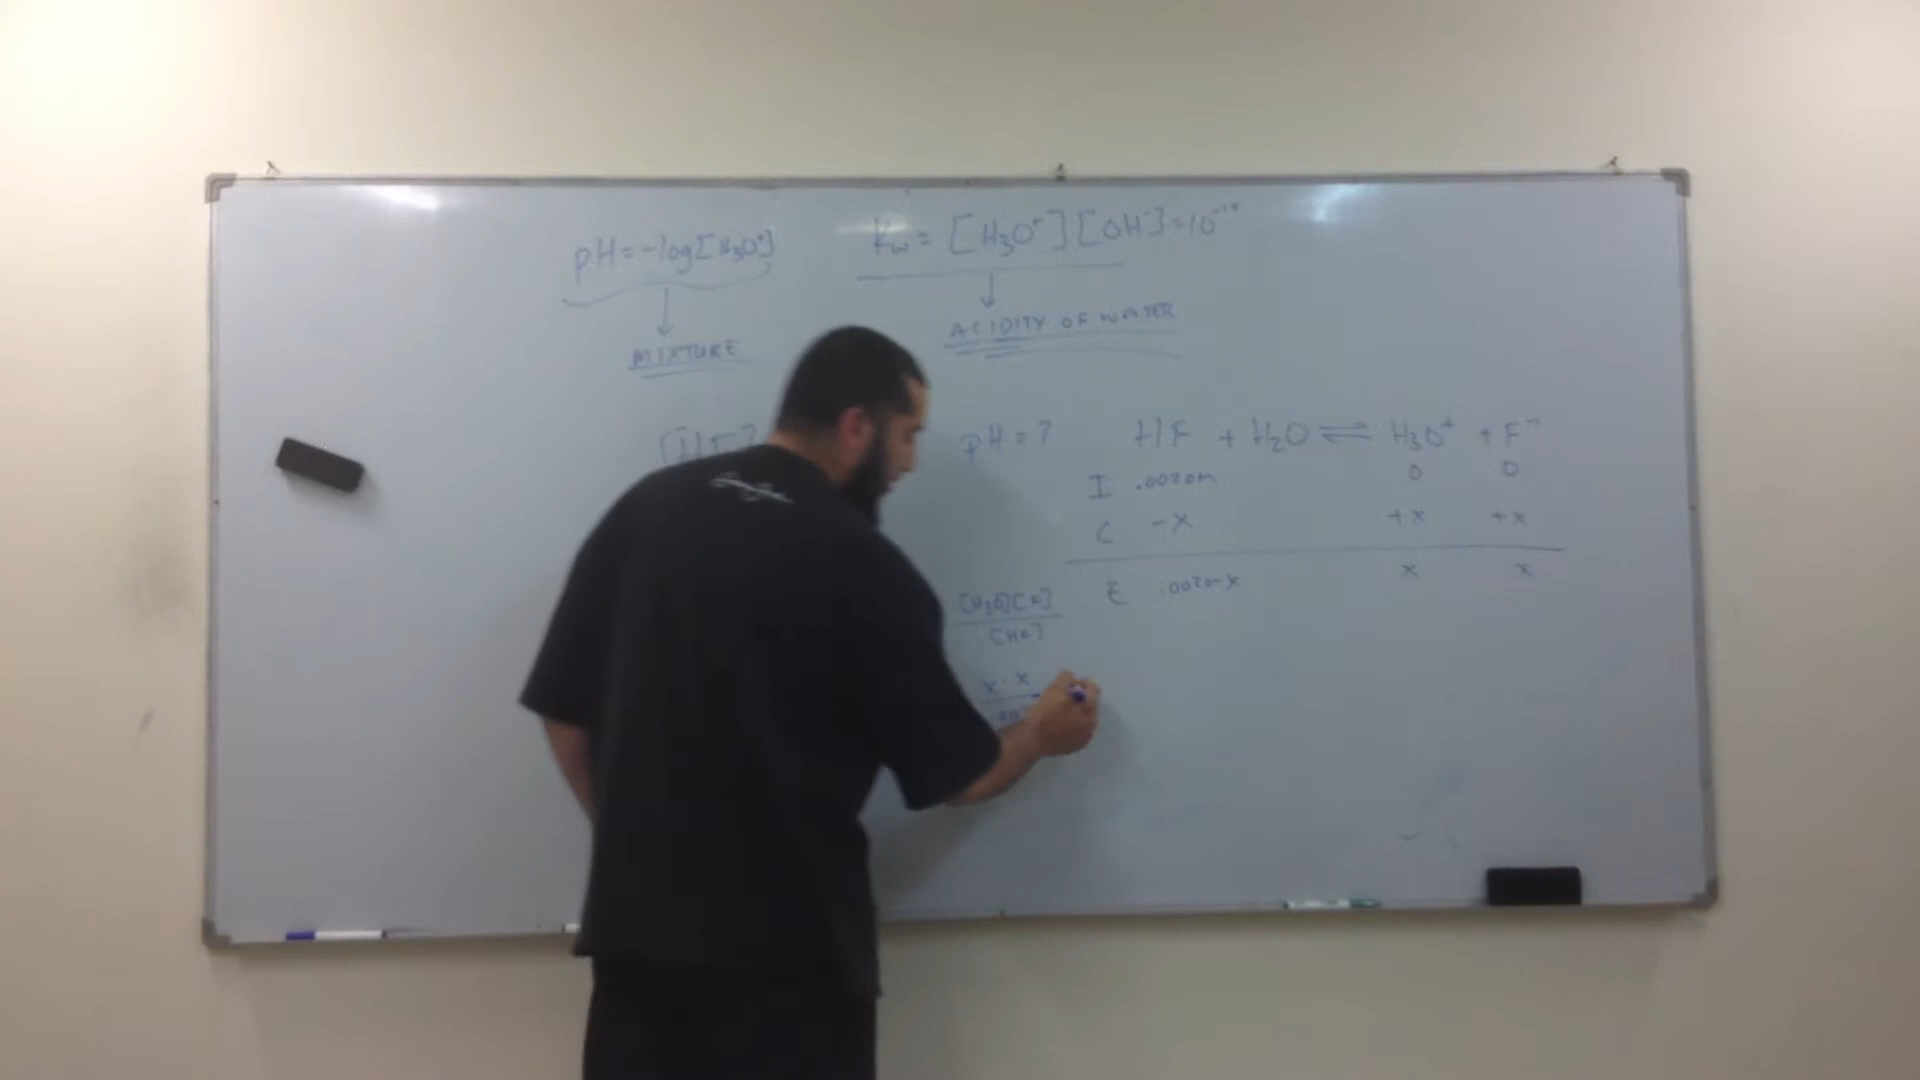 pH = -log[H₃O⁺]
Kw = [H₃O⁺][OH⁻] = 10⁻¹⁴
MIXTURE
ACIDITY OF WATER
pH = ?
HF + H₂O ⇌ H₃O⁺ + F⁻
I .0020M 0 0
C -x +x +x
E .0020-x x x
[H₃O][F]
[HF]
x · x